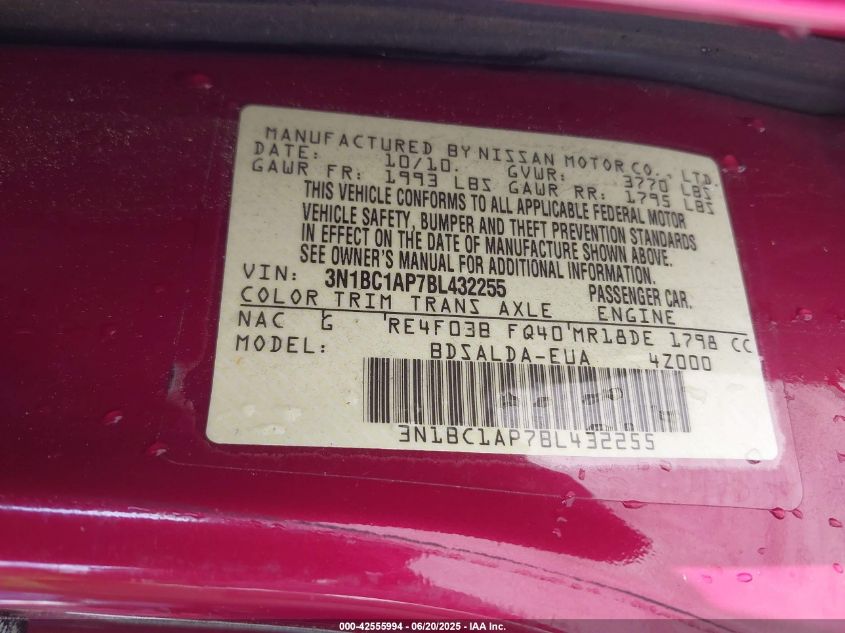 MANUFACTURED BY NISSAN MOTOR CO., LTD.
DATE: 10/10. GVWR: 3770 LBS
GAWR FR: 1993 LBS GAWR RR: 1795 LBS
THIS VEHICLE CONFORMS TO ALL APPLICABLE FEDERAL MOTOR
VEHICLE SAFETY, BUMPER AND THEFT PREVENTION STANDARDS
IN EFFECT ON THE DATE OF MANUFACTURE SHOWN ABOVE.
SEE OWNER'S MANUAL FOR ADDITIONAL INFORMATION.
VIN: 3N1BC1AP7BL432255 PASSENGER CAR.
COLOR TRIM TRANS AXLE ENGINE
NAC G RE4F03B FQ40 MR18DE 1798 CC
MODEL: BDSALDA-EUA 4Z000
3N1BC1AP7BL432255
000-42555994 - 06/20/2025 - IAA Inc.